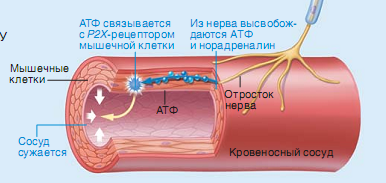 у
АТФ связывается
с P2X-рецептором
мышечной клетки
Из нерва высвобож-
даются АТФ
и норадреналин
Мышечные
клетки
АТФ
Отросток
нерва
Сосуд
сужается
Кровеносный сосуд